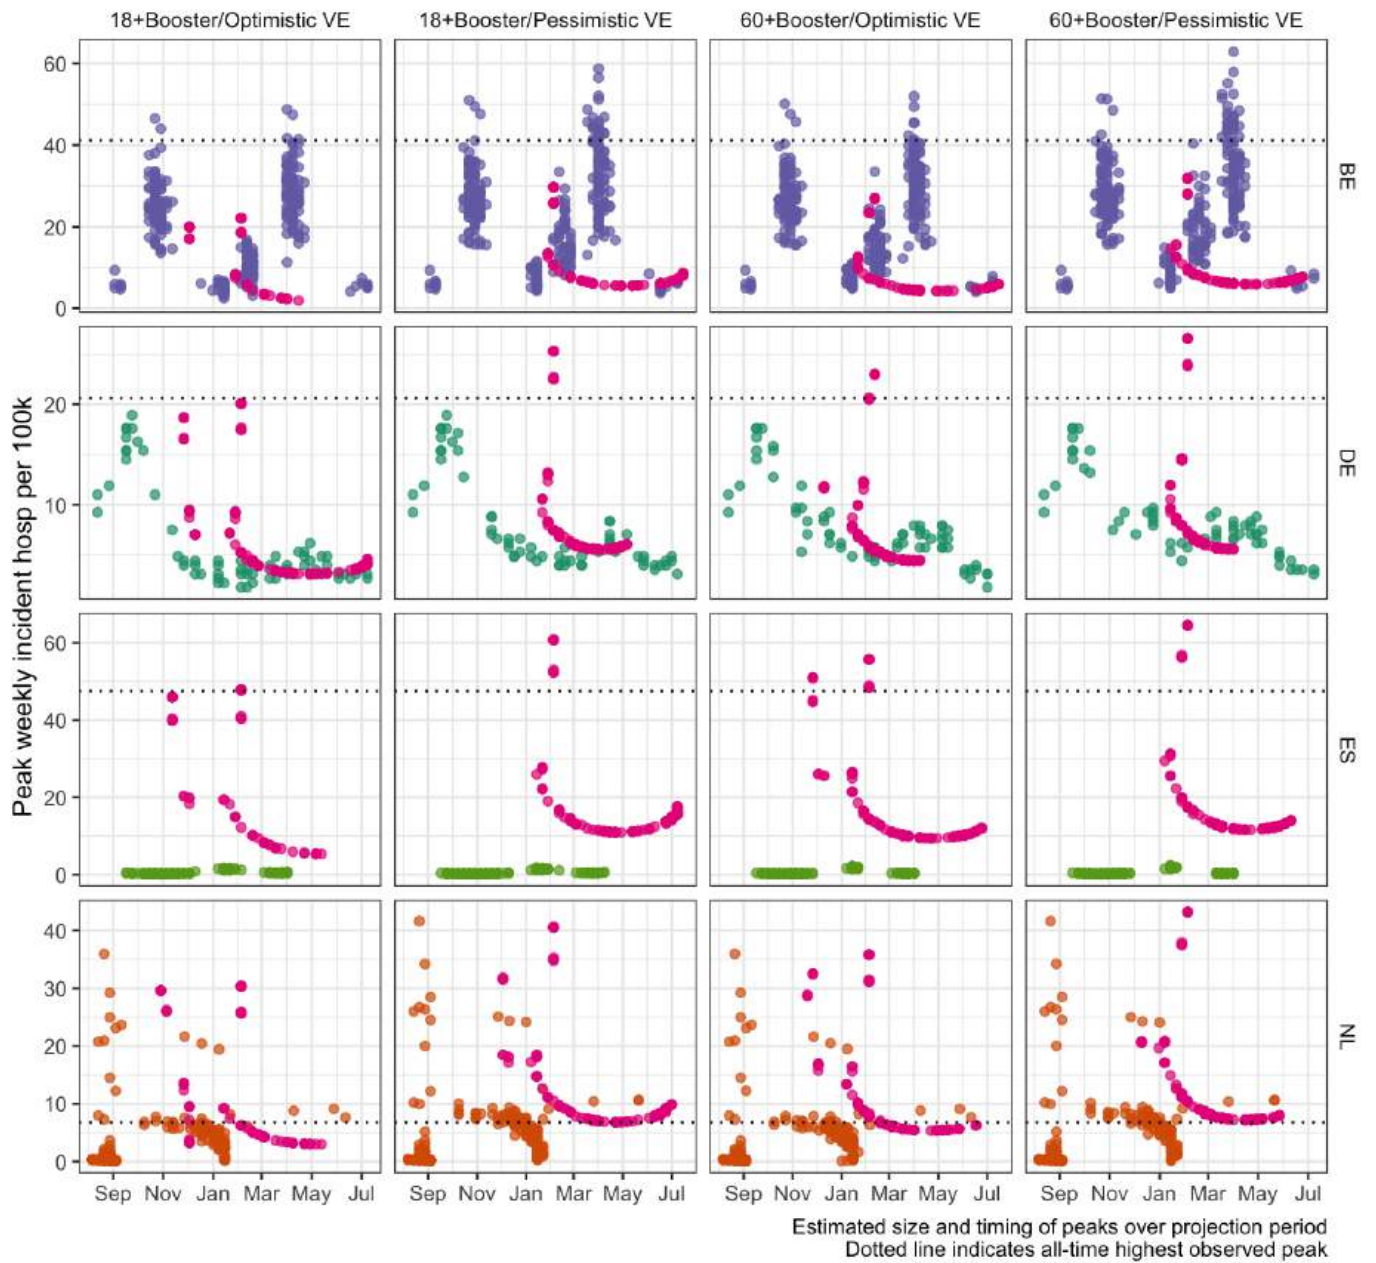 18+Booster/Optimistic VE 18+Booster/Pessimistic VE 60+Booster/Optimistic VE 60+Booster/Pessimistic VE
Peak weekly incident hosp per 100k
60
40
20
0
BE
20
10
DE
60
40
20
0
ES
40
30
20
10
0
NL
Sep Nov Jan Mar May Jul Sep Nov Jan Mar May Jul Sep Nov Jan Mar May Jul Sep Nov Jan Mar May Jul
Estimated size and timing of peaks over projection period
Dotted line indicates all-time highest observed peak